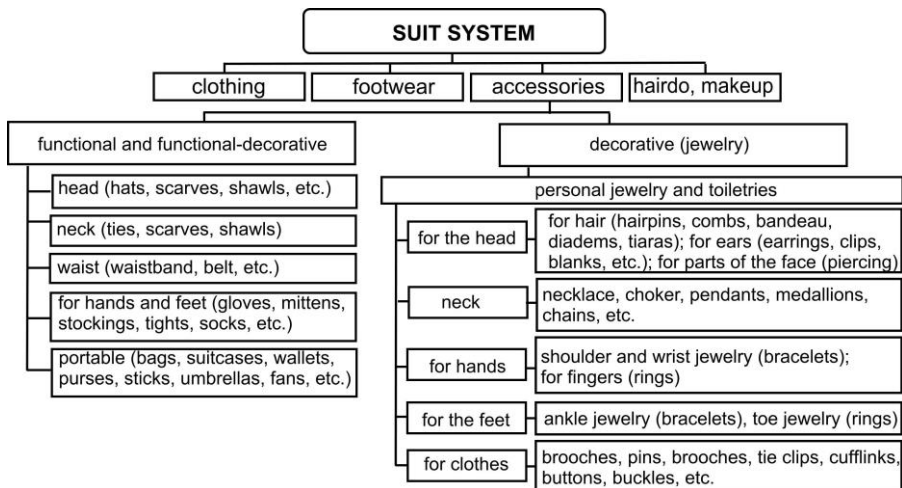 SUIT SYSTEM
clothing
footwear
accessories
hairdo, makeup
functional and functional-decorative
head (hats, scarves, shawls, etc.)
neck (ties, scarves, shawls)
waist (waistband, belt, etc.)
for hands and feet (gloves, mittens,
stockings, tights, socks, etc.)
portable (bags, suitcases, wallets,
purses, sticks, umbrellas, fans, etc.)
decorative (jewelry)
personal jewelry and toiletries
for the head
for hair (hairpins, combs, bandeau,
diadems, tiaras); for ears (earrings, clips,
blanks, etc.); for parts of the face (piercing)
neck
necklace, choker, pendants, medallions,
chains, etc.
for hands
shoulder and wrist jewelry (bracelets);
for fingers (rings)
for the feet
ankle jewelry (bracelets), toe jewelry (rings)
for clothes
brooches, pins, brooches, tie clips, cufflinks,
buttons, buckles, etc.